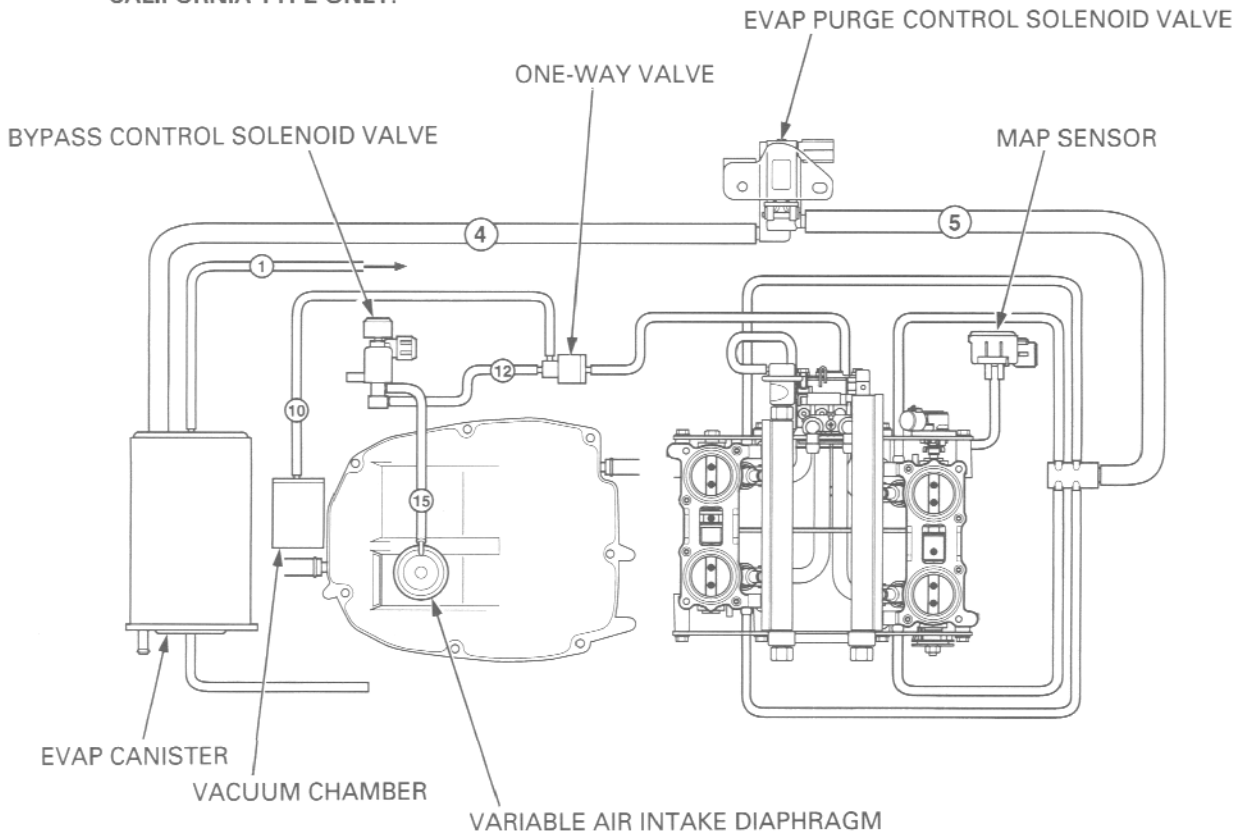 CALIFORNIA TYPE ONLY:
EVAP PURGE CONTROL SOLENOID VALVE
ONE-WAY VALVE
BYPASS CONTROL SOLENOID VALVE
MAP SENSOR
4
5
1
12
10
15
EVAP CANISTER
VACUUM CHAMBER
VARIABLE AIR INTAKE DIAPHRAGM